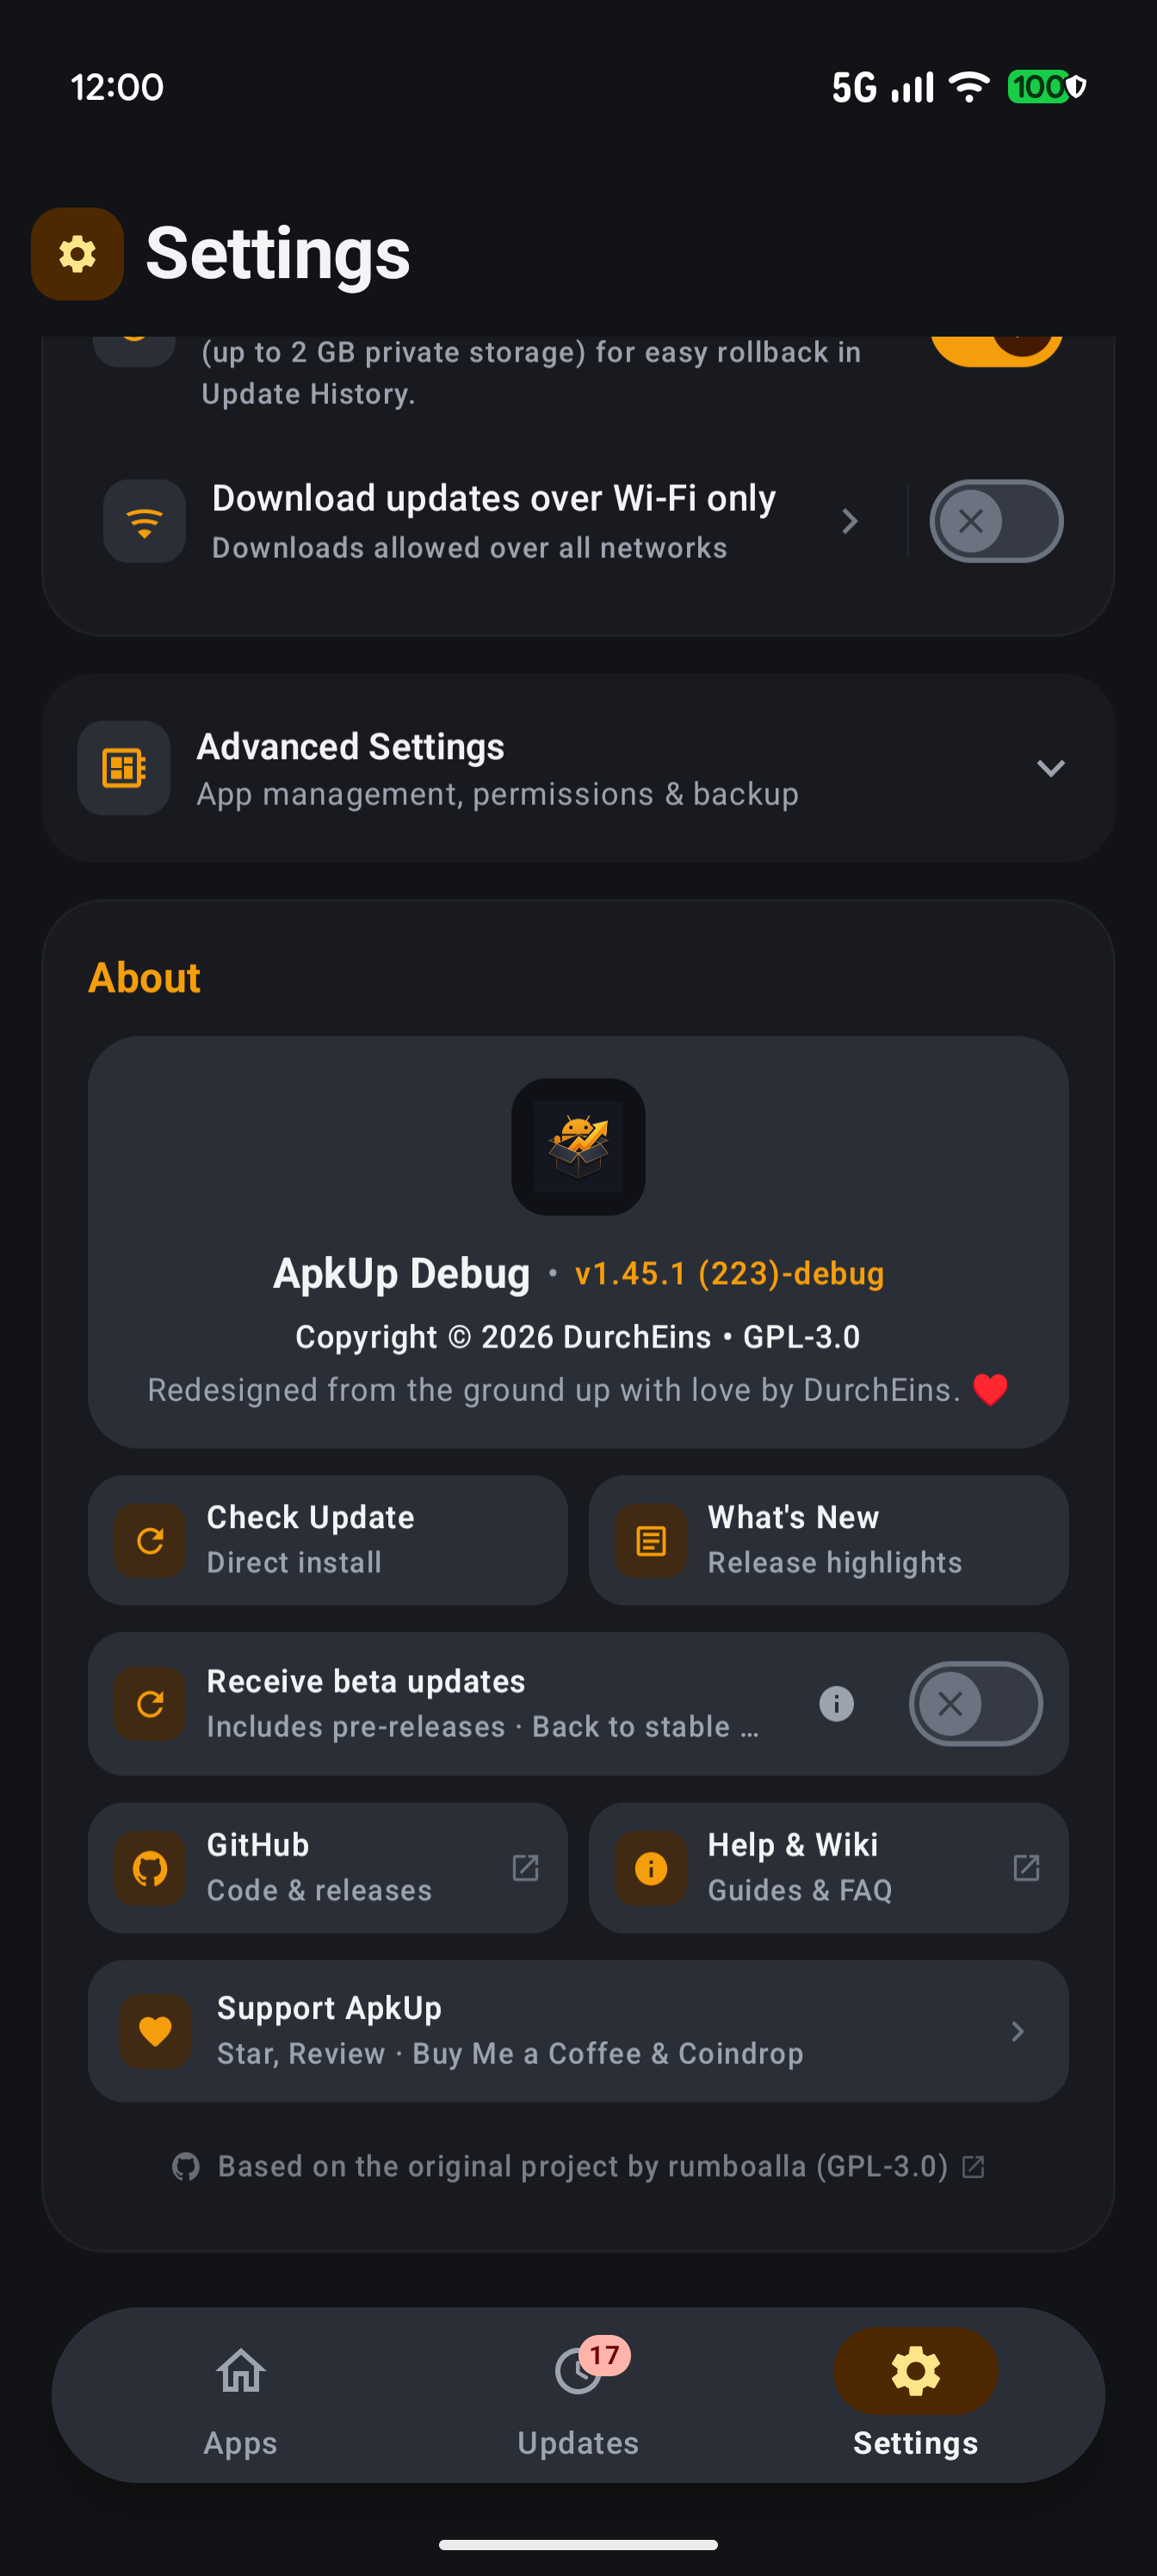 12:00
5G
100
Settings
(up to 2 GB private storage) for easy rollback in
Update History.
Download updates over Wi-Fi only
Downloads allowed over all networks
Advanced Settings
App management, permissions & backup
About
ApkUp Debug • v1.45.1 (223)-debug
Copyright © 2026 DurchEins • GPL-3.0
Redesigned from the ground up with love by DurchEins. ❤️
Check Update
Direct install
What's New
Release highlights
Receive beta updates
Includes pre-releases · Back to stable ...
GitHub
Code & releases
Help & Wiki
Guides & FAQ
Support ApkUp
Star, Review · Buy Me a Coffee & Coindrop
Based on the original project by rumboalla (GPL-3.0)
17
Apps
Updates
Settings